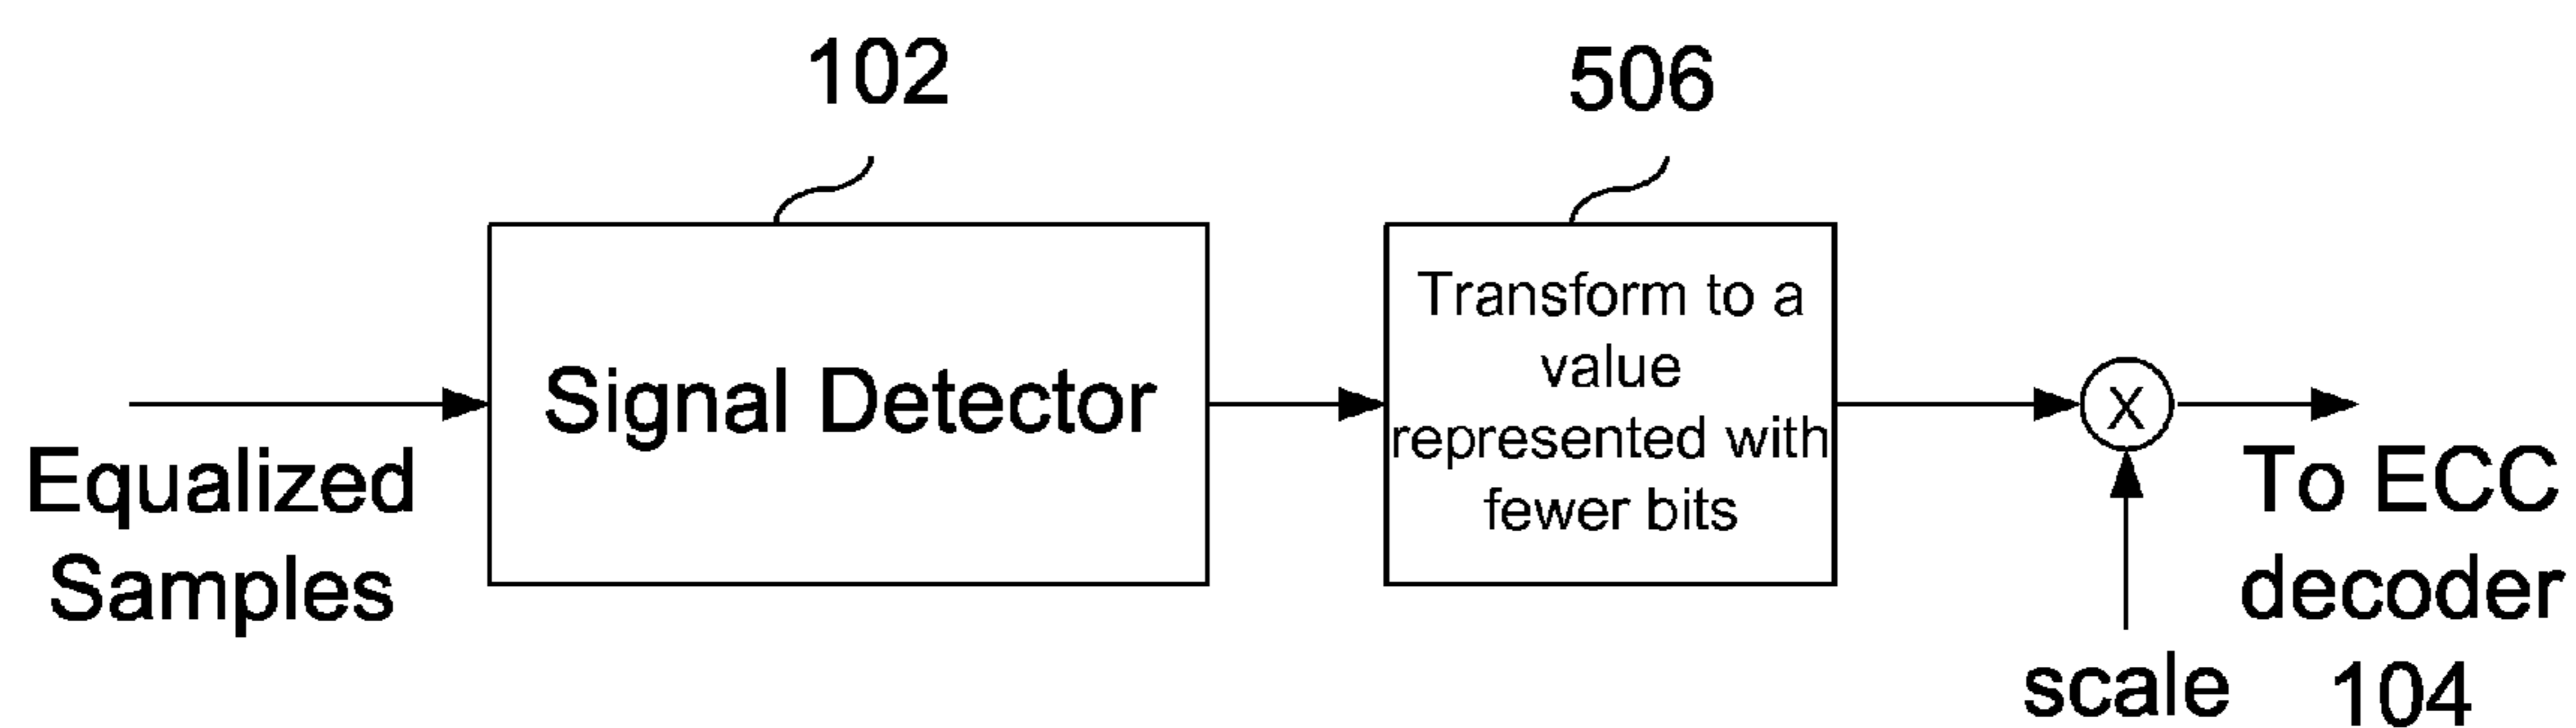 102
506
Equalized
Samples
Signal Detector
Transform to a
value
represented with
fewer bits
X
scale
To ECC
decoder
104